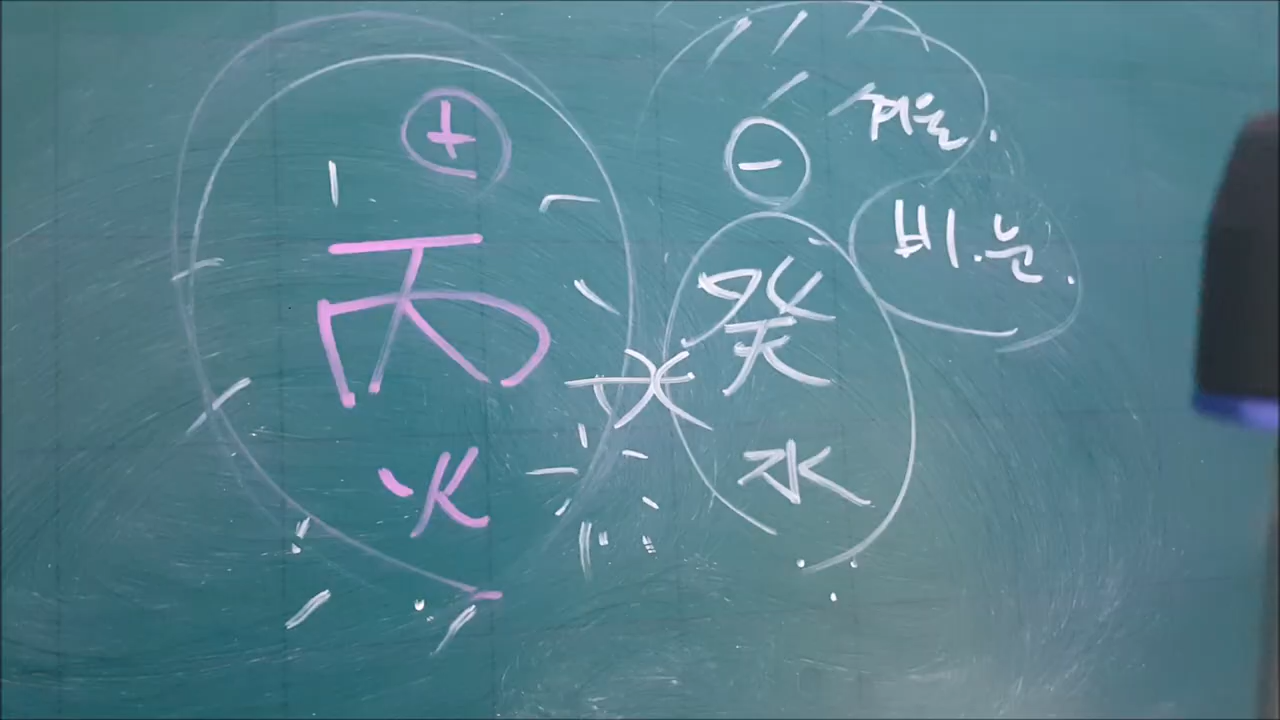 +
丙
火
-
癸
水
겨울.
비.눈.